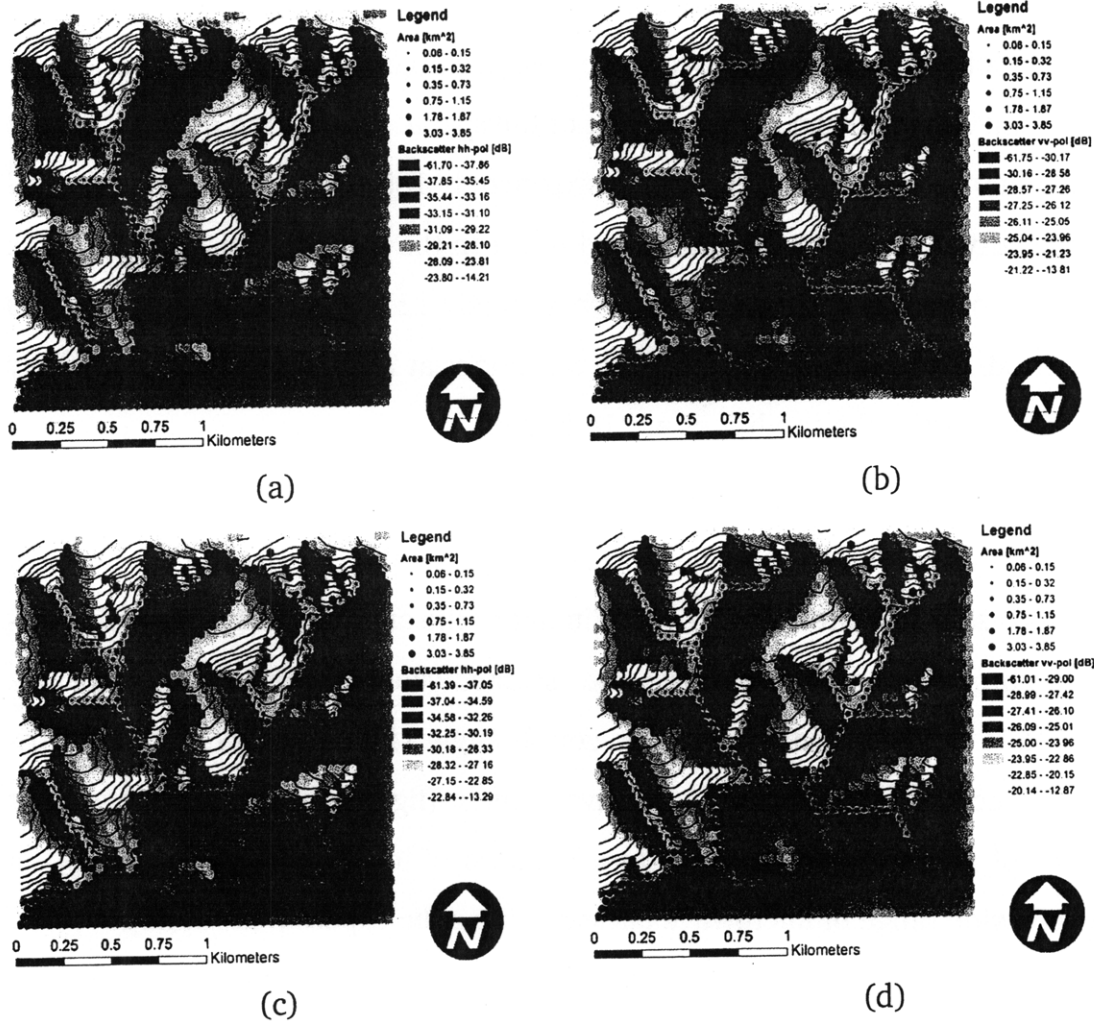 Legend
Area [km^2]
0.06 - 0.15
0.15 - 0.32
0.35 - 0.73
0.75 - 1.15
1.78 - 1.87
3.03 - 3.85
Backscatter hh-pol [dB]
-61.70 - -37.86
-37.85 - -35.45
-35.44 - -33.16
-33.15 - -31.10
-31.09 - -29.22
-29.21 - -28.10
-28.09 - -23.81
-23.80 - -14.21
N
0 0.25 0.5 0.75 1
Kilometers
(a)
Legend
Area [km^2]
0.06 - 0.15
0.15 - 0.32
0.35 - 0.73
0.75 - 1.15
1.78 - 1.87
3.03 - 3.85
Backscatter vv-pol [dB]
-61.75 - -30.17
-30.16 - -28.58
-28.57 - -27.26
-27.25 - -26.12
-26.11 - -25.05
-25.04 - -23.96
-23.95 - -21.23
-21.22 - -13.81
N
0 0.25 0.5 0.75 1
Kilometers
(b)
Legend
Area [km^2]
0.06 - 0.15
0.15 - 0.32
0.35 - 0.73
0.75 - 1.15
1.78 - 1.87
3.03 - 3.85
Backscatter hh-pol [dB]
-61.39 - -37.05
-37.04 - -34.59
-34.58 - -32.26
-32.25 - -30.19
-30.18 - -28.33
-28.32 - -27.16
-27.15 - -22.85
-22.84 - -13.29
N
0 0.25 0.5 0.75 1
Kilometers
(c)
Legend
Area [km^2]
0.06 - 0.15
0.15 - 0.32
0.35 - 0.73
0.75 - 1.15
1.78 - 1.87
3.03 - 3.85
Backscatter vv-pol [dB]
-61.01 - -29.00
-28.99 - -27.42
-27.41 - -26.10
-26.09 - -25.01
-25.00 - -23.96
-23.95 - -22.86
-22.85 - -20.15
-20.14 - -12.87
N
0 0.25 0.5 0.75 1
Kilometers
(d)